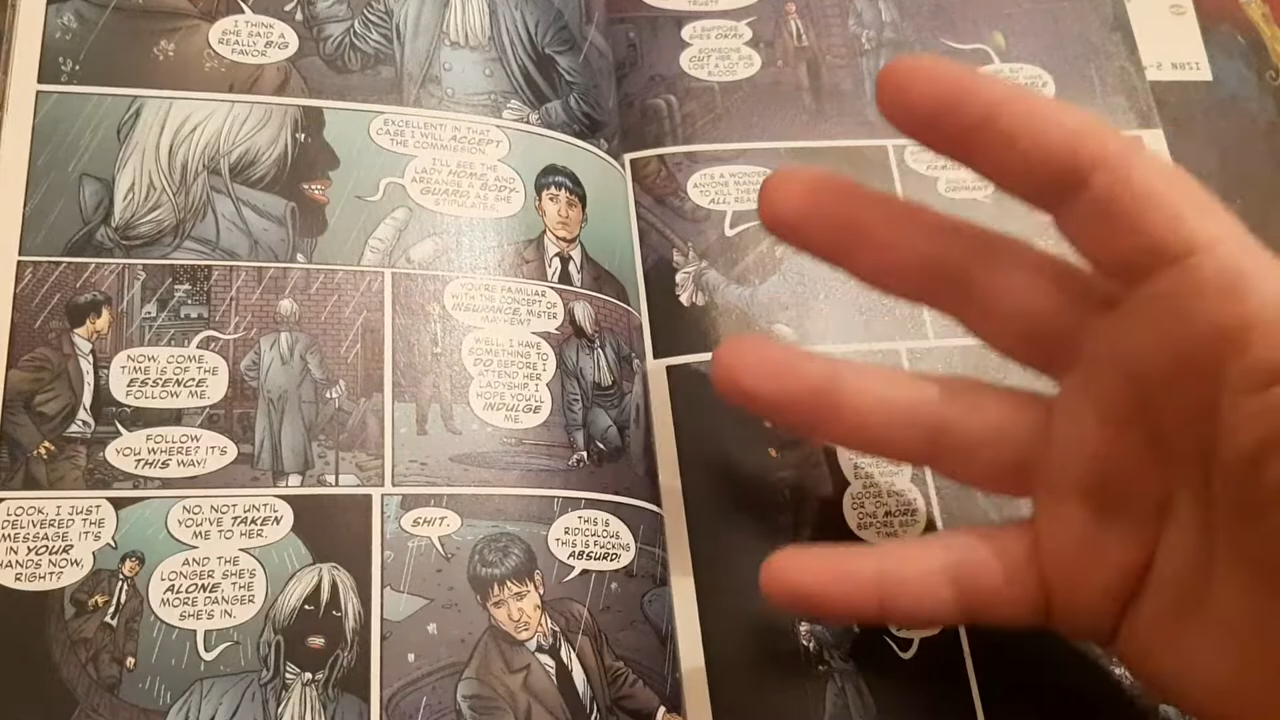 I THINK
SHE SAID A
REALLY BIG
FAVOR.
EXCELLENT! IN THAT
CASE I WILL ACCEPT
THE COMMISSION.
I'LL SEE THE
LADY HOME, AND
ARRANGE A BODY-
GUARD, AS SHE
STIPULATES.
NOW, COME.
TIME IS OF THE
ESSENCE.
FOLLOW ME.
FOLLOW
YOU WHERE? IT'S
THIS WAY!
YOU'RE FAMILIAR
WITH THE CONCEPT OF
INSURANCE, MISTER
MAYHEW?
WELL, I HAVE
SOMETHING TO
DO BEFORE I
ATTEND HER
LADYSHIP. I
HOPE YOU'LL
INDULGE
ME.
LOOK, I JUST
DELIVERED THE
MESSAGE. IT'S
IN YOUR
HANDS NOW,
RIGHT?
NO. NOT UNTIL
YOU'VE TAKEN
ME TO HER.
AND THE
LONGER SHE'S
ALONE, THE
MORE DANGER
SHE'S IN.
SHIT.
THIS IS
RIDICULOUS.
THIS IS FUCKING
ABSURD!
TRUST?
I SUPPOSE
SHE'S OKAY.
SOMEONE
CUT HER. SHE
LOST A LOT OF
BLOOD.
IT'S A WONDER
ANYONE
TO KILL
ALL,
ELSE MIGHT
SAY, "A
LOOSE
OR "OH,
ONE MORE
BEFORE BED-
TIME."
ISBN 2-